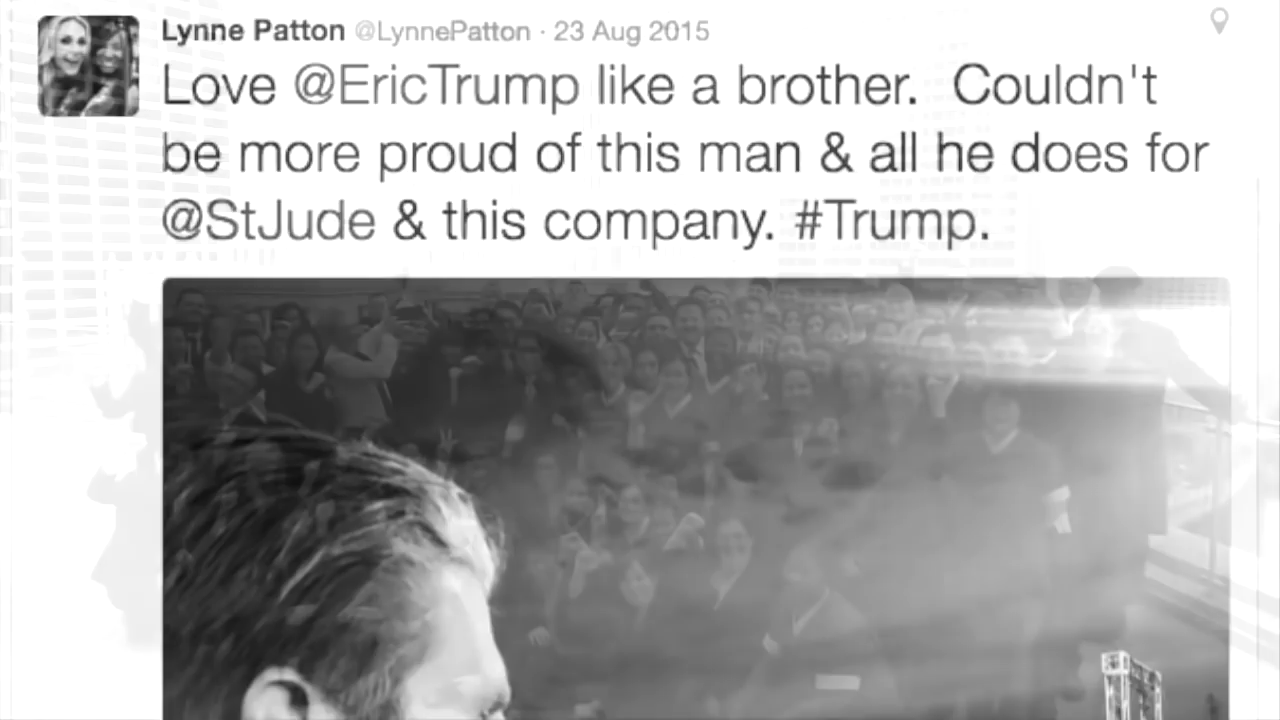 Lynne Patton @LynnePatton · 23 Aug 2015
Love @EricTrump like a brother. Couldn't
be more proud of this man & all he does for
@StJude & this company. #Trump.